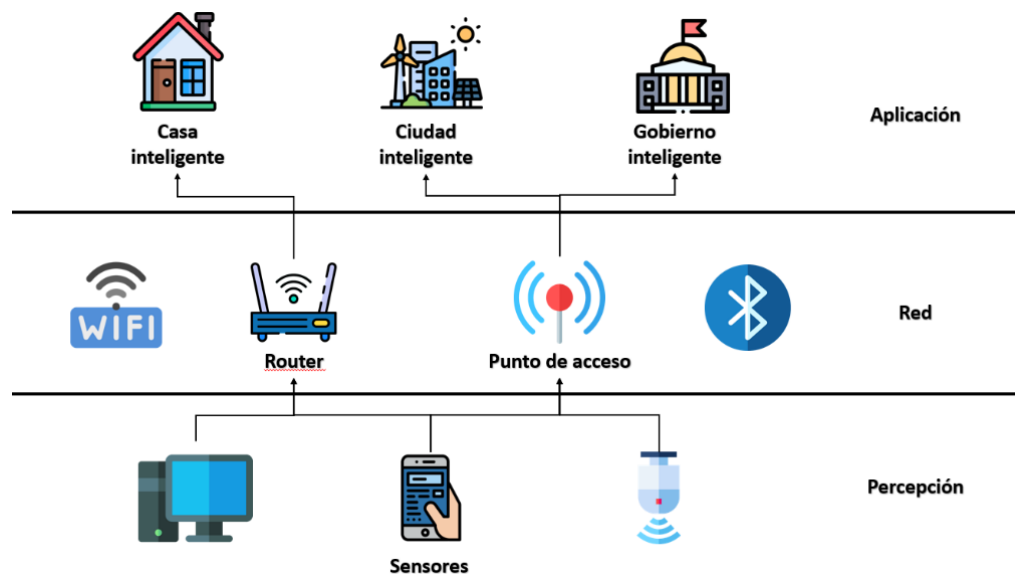 Casa
inteligente
Ciudad
inteligente
Gobierno
inteligente
Aplicación
WIFI
Router
Punto de acceso
Red
Sensores
Percepción